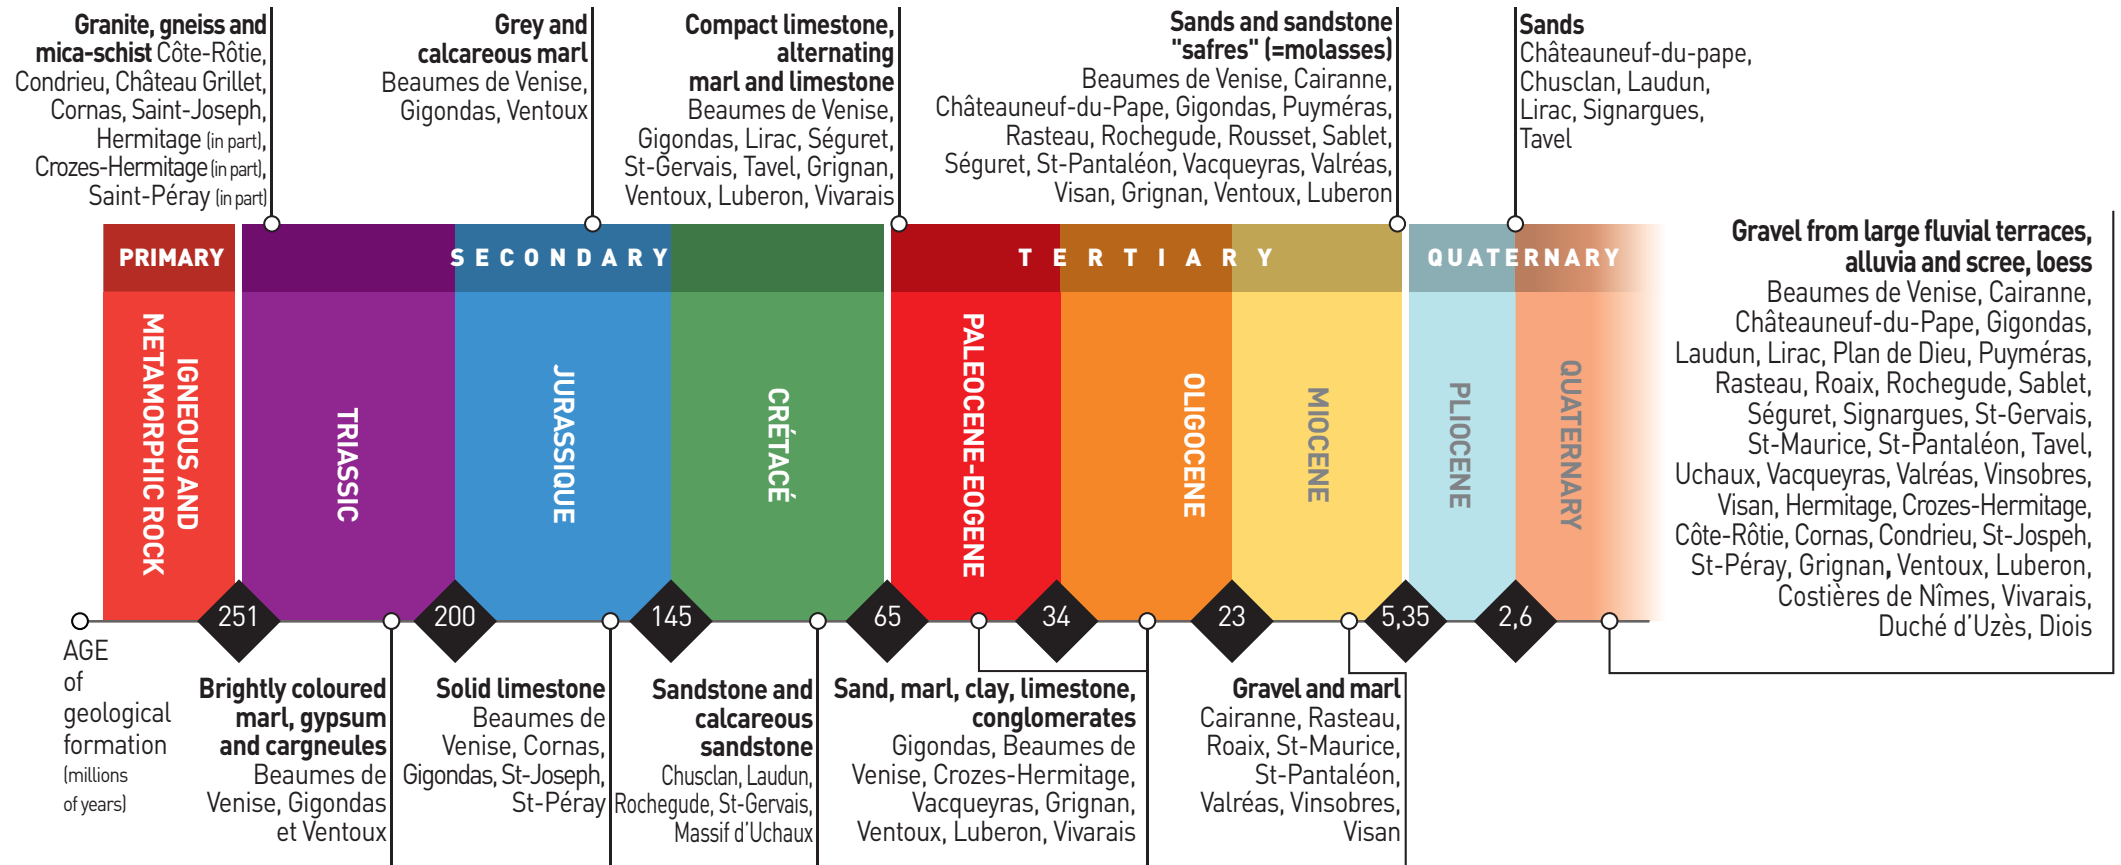 Granite, gneiss and
mica-schist Côte-Rôtie,
Condrieu, Château Grillet,
Cornas, Saint-Joseph,
Hermitage (in part),
Crozes-Hermitage (in part),
Saint-Péray (in part)
Grey and
calcareous marl
Beaumes de Venise,
Gigondas, Ventoux
Compact limestone,
alternating
marl and limestone
Beaumes de Venise,
Gigondas, Lirac, Séguret,
St-Gervais, Tavel, Grignan,
Ventoux, Luberon, Vivarais
Sands and sandstone
"safres" (=molasses)
Beaumes de Venise, Cairanne,
Châteauneuf-du-Pape, Gigondas, Puyméras,
Rasteau, Rochegude, Rousset, Sablet,
Séguret, St-Pantaléon, Vacqueyras, Valréas,
Visan, Grignan, Ventoux, Luberon
Sands
Châteauneuf-du-pape,
Chusclan, Laudun,
Lirac, Signargues,
Tavel
PRIMARY
SECONDARY
TERTIARY
QUATERNARY
IGNEOUS AND
METAMORPHIC ROCK
TRIASSIC
JURASSIQUE
CRÉTACÉ
PALEOCENE-EOGENE
OLIGOCENE
MIOCENE
PLIOCENE
QUATERNARY
Gravel from large fluvial terraces,
alluvia and scree, loess
Beaumes de Venise, Cairanne,
Châteauneuf-du-Pape, Gigondas,
Laudun, Lirac, Plan de Dieu, Puyméras,
Rasteau, Roaix, Rochegude, Sablet,
Séguret, Signargues, St-Gervais,
St-Maurice, St-Pantaléon, Tavel,
Uchaux, Vacqueyras, Valréas, Vinsobres,
Visan, Hermitage, Crozes-Hermitage,
Côte-Rôtie, Cornas, Condrieu, St-Jospeh,
St-Péray, Grignan, Ventoux, Luberon,
Costières de Nîmes, Vivarais,
Duché d'Uzès, Diois
251
200
145
65
34
23
5,35
2,6
AGE
of
geological
formation
(millions
of years)
Brightly coloured
marl, gypsum
and cargneules
Beaumes de
Venise, Gigondas
et Ventoux
Solid limestone
Beaumes de
Venise, Cornas,
Gigondas, St-Joseph,
St-Péray
Sandstone and
calcareous
sandstone
Chusclan, Laudun,
Rochegude, St-Gervais,
Massif d'Uchaux
Sand, marl, clay, limestone,
conglomerates
Gigondas, Beaumes de
Venise, Crozes-Hermitage,
Vacqueyras, Grignan,
Ventoux, Luberon, Vivarais
Gravel and marl
Cairanne, Rasteau,
Roaix, St-Maurice,
St-Pantaléon,
Valréas, Vinsobres,
Visan